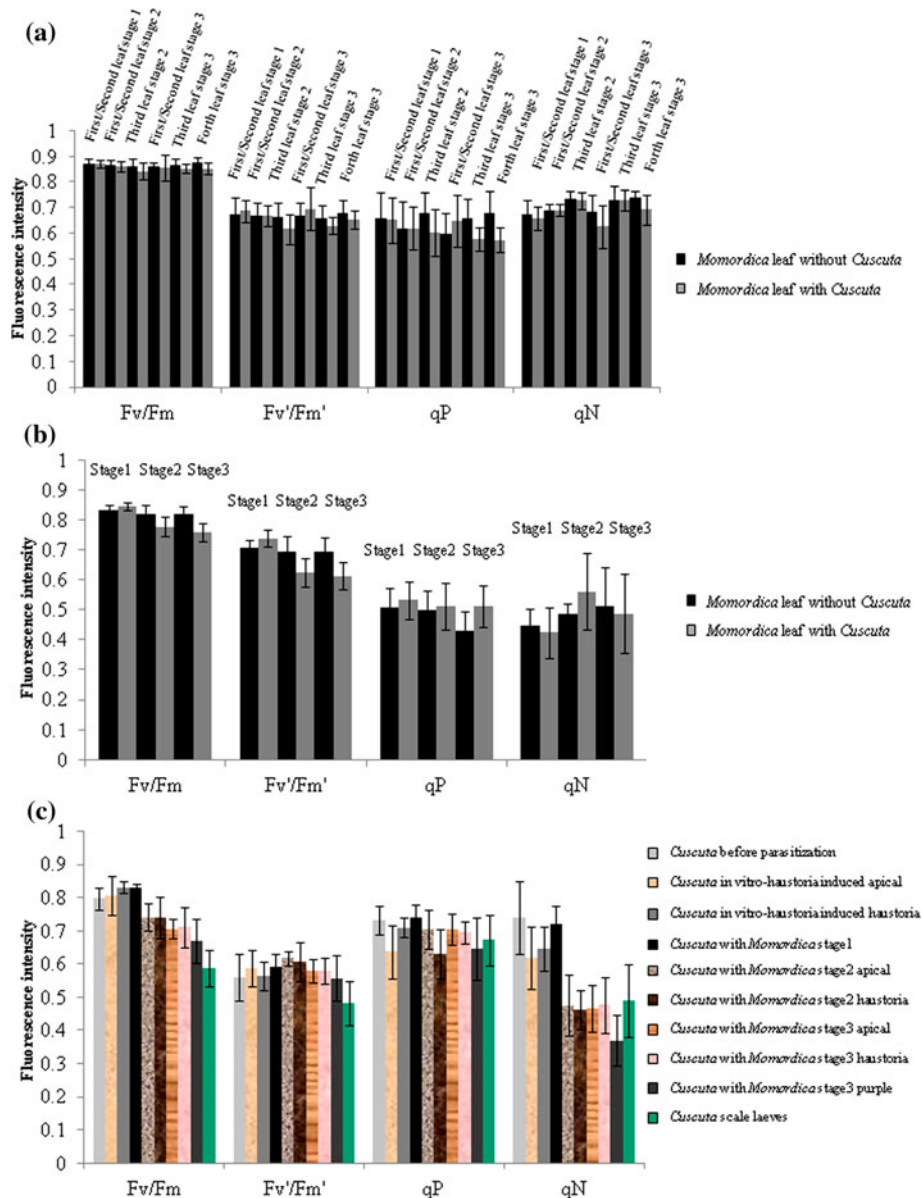 (a)
First/Second leaf stage 1
First/Second leaf stage 2
Third leaf stage 2
First/Second leaf stage 3
Third leaf stage 3
Forth leaf stage 3
First/Second leaf stage 1
First/Second leaf stage 2
Third leaf stage 2
First/Second leaf stage 3
Third leaf stage 3
Forth leaf stage 3
First/Second leaf stage 1
First/Second leaf stage 2
Third leaf stage 2
First/Second leaf stage 3
Third leaf stage 3
Forth leaf stage 3
First/Second leaf stage 1
First/Second leaf stage 2
Third leaf stage 2
First/Second leaf stage 3
Third leaf stage 3
Forth leaf stage 3
Fluorescence intensity
1
0.9
0.8
0.7
0.6
0.5
0.4
0.3
0.2
0.1
0
Fv/Fm
Fv'/Fm'
qP
qN
Momordica leaf without Cuscuta
Momordica leaf with Cuscuta
(b)
Fluorescence intensity
1
0.9
0.8
0.7
0.6
0.5
0.4
0.3
0.2
0.1
0
Stage1 Stage2 Stage3
Stage1 Stage2 Stage3
Stage1 Stage2 Stage3
Stage1 Stage2 Stage3
Fv/Fm
Fv'/Fm'
qP
qN
Momordica leaf without Cuscuta
Momordica leaf with Cuscuta
(c)
Fluorescence intensity
1
0.9
0.8
0.7
0.6
0.5
0.4
0.3
0.2
0.1
0
Fv/Fm
Fv'/Fm'
qP
qN
Cuscuta before parasitization
Cuscuta in vitro-haustoria induced apical
Cuscuta in vitro-haustoria induced haustoria
Cuscuta with Momordica stage1
Cuscuta with Momordica stage2 apical
Cuscuta with Momordica stage2 haustoria
Cuscuta with Momordica stage3 apical
Cuscuta with Momordica stage3 haustoria
Cuscuta with Momordica stage3 purple
Cuscuta scale laeves